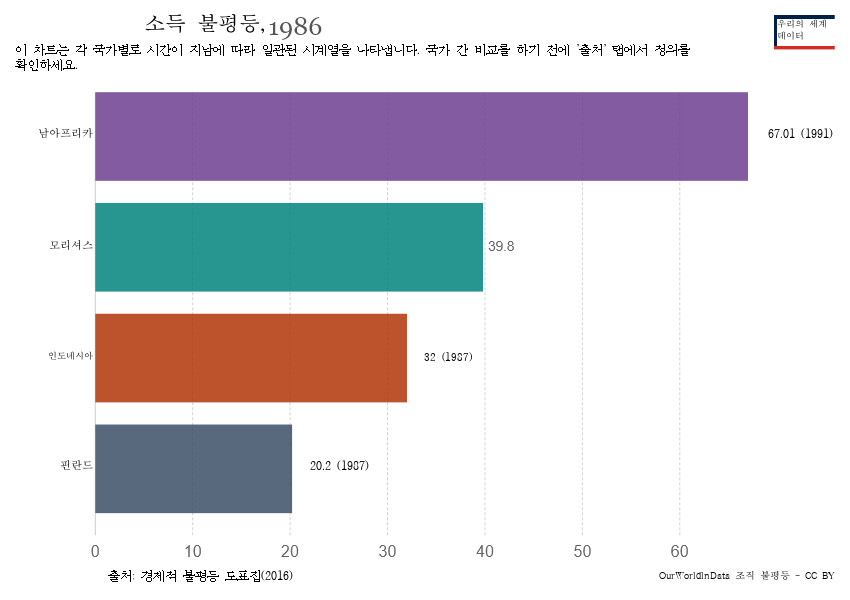 소득 불평등,1986
우리의 세계
데이터
이 차트는 각 국가별로 시간이 지남에 따라 일관된 시계열을 나타냅니다. 국가 간 비교를 하기 전에 '출처' 탭에서 정의를
확인하세요.
남아프리카
67.01 (1991)
모리셔스
39.8
인도네시아
32 (1987)
핀란드
20.2 (1987)
0 10 20 30 40 50 60
출처: 경제적 불평등 도표집(2016)
OurWorldInData 조직 불평등 - CC BY